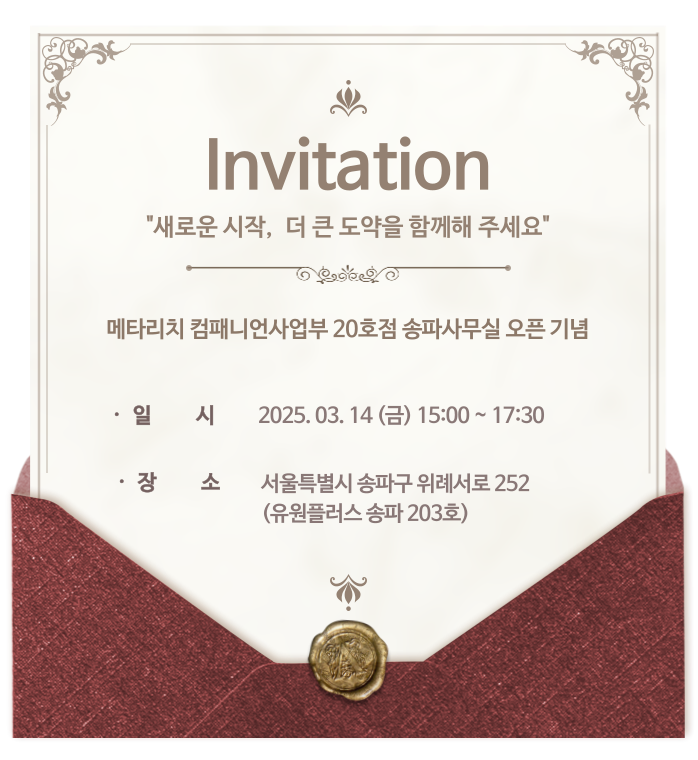 Invitation
"새로운 시작, 더 큰 도약을 함께해 주세요"
메타리치 컴패니언사업부 20호점 송파사무실 오픈 기념
· 일 시 2025. 03. 14 (금) 15:00 ~ 17:30
· 장 소 서울특별시 송파구 위례서로 252
(유원플러스 송파 203호)